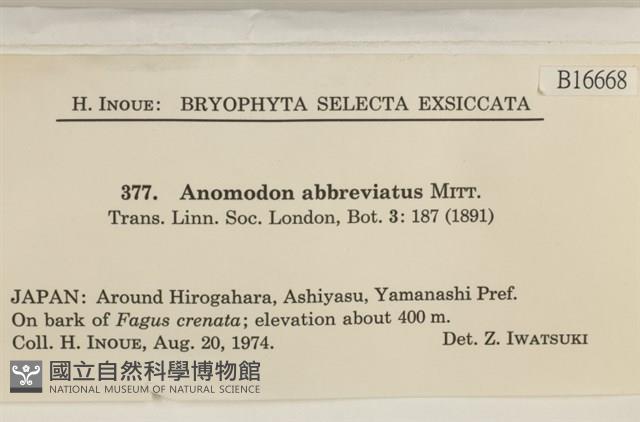 B16668
H. INOUE: BRYOPHYTA SELECTA EXSICCATA
377. Anomodon abbreviatus MITT.
Trans. Linn. Soc. London, Bot. 3: 187 (1891)
JAPAN: Around Hirogahara, Ashiyasu, Yamanashi Pref.
On bark of Fagus crenata; elevation about 400 m.
Coll. H. INOUE, Aug. 20, 1974. Det. Z. IWATSUKI
國立自然科學博物館
NATIONAL MUSEUM OF NATURAL SCIENCE